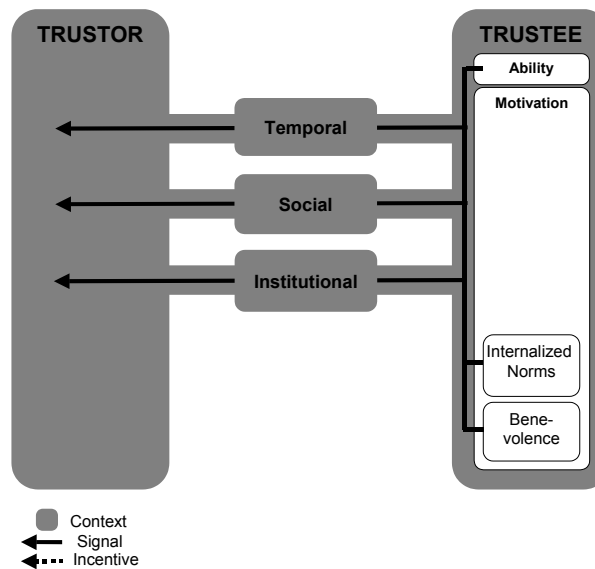 TRUSTOR
TRUSTEE
Ability
Motivation
Temporal
Social
Institutional
Internalized
Norms
Bene-
volence
Context
Signal
Incentive